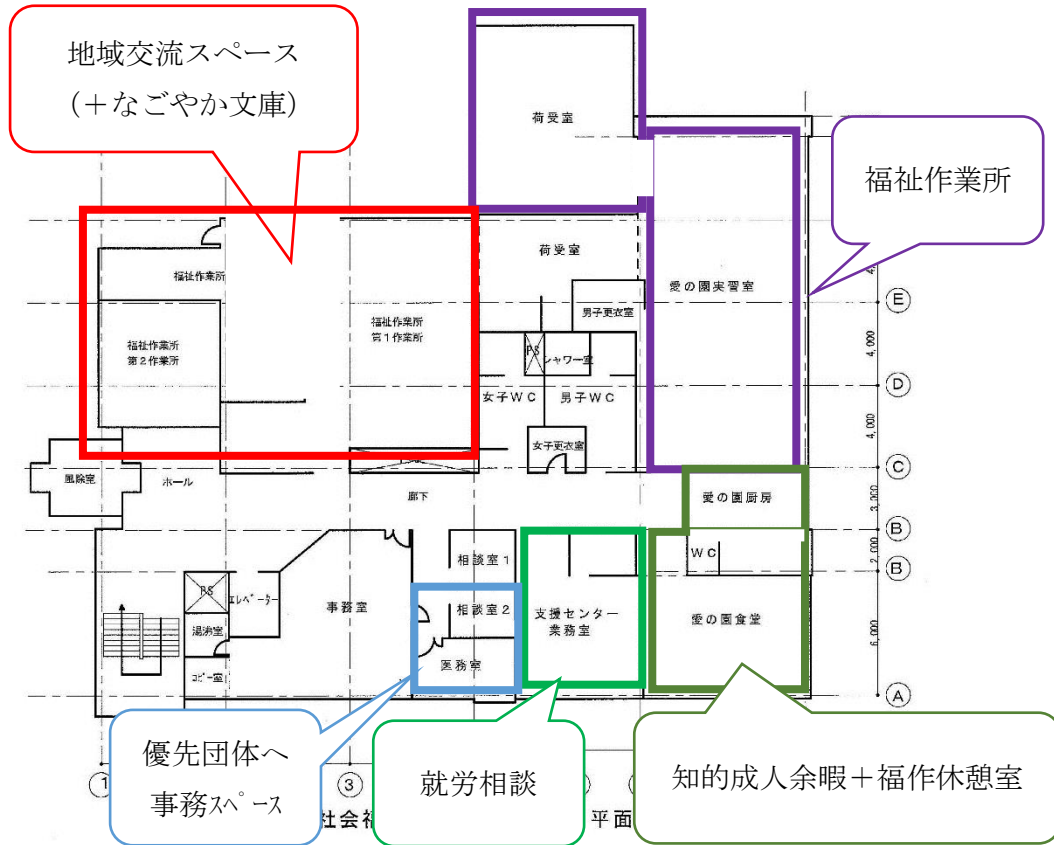 地域交流スペース
(＋なごやか文庫)
荷受室
福祉作業所
荷受室
福祉作業所
愛の園実習室
男子更衣室
E
4,000
福祉作業所
第1作業所
福祉作業所
第2作業所
PS
シャワー室
女子WC
男子WC
D
4,000
女子更衣室
C
風除室
ホール
廊下
愛の園厨房
3,000
B
相談室1
WC
2,000
B
PS
エレベーター
事務室
相談室2
支援センター
業務室
愛の園食堂
6,000
湯沸室
医務室
コピー室
A
優先団体へ
事務スペース
就労相談
知的成人余暇＋福作休憩室
1
3
社会福
平面